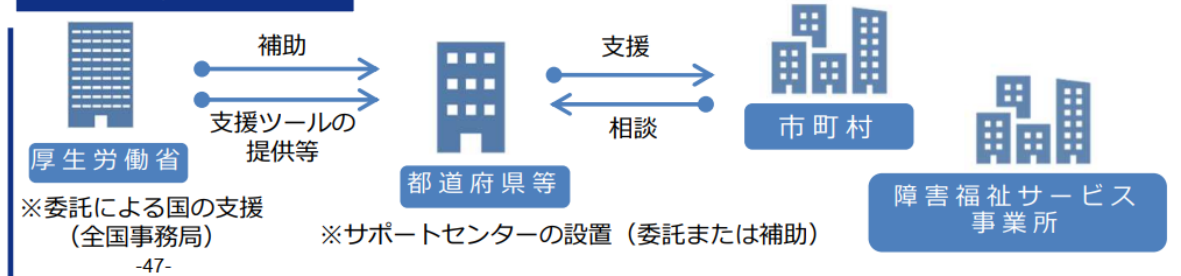 補助
支援ツールの
提供等
厚生労働省
※委託による国の支援
（全国事務局）
支援
相談
都道府県等
※サポートセンターの設置（委託または補助）
市町村
障害福祉サービス
事業所
-47-